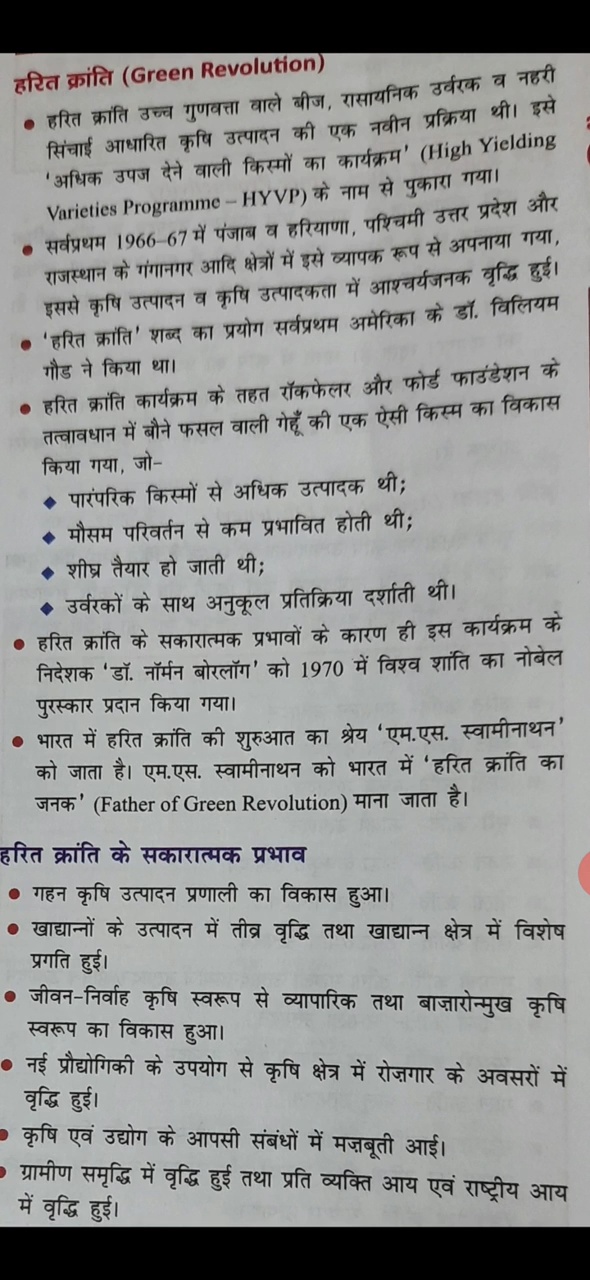 हरित क्रांति (Green Revolution)
● हरित क्रांति उच्च गुणवत्ता वाले बीज, रासायनिक उर्वरक व नहरी
सिंचाई आधारित कृषि उत्पादन की एक नवीन प्रक्रिया थी। इसे
'अधिक उपज देने वाली किस्मों का कार्यक्रम' (High Yielding
Varieties Programme – HYVP) के नाम से पुकारा गया।
● सर्वप्रथम 1966-67 में पंजाब व हरियाणा, पश्चिमी उत्तर प्रदेश और
राजस्थान के गंगानगर आदि क्षेत्रों में इसे व्यापक रूप से अपनाया गया,
इससे कृषि उत्पादन व कृषि उत्पादकता में आश्चर्यजनक वृद्धि हुई।
● 'हरित क्रांति' शब्द का प्रयोग सर्वप्रथम अमेरिका के डॉ. विलियम
गौड ने किया था।
● हरित क्रांति कार्यक्रम के तहत रॉकफेलर और फोर्ड फाउंडेशन के
तत्वावधान में बौने फसल वाली गेहूँ की एक ऐसी किस्म का विकास
किया गया, जो-
◆ पारंपरिक किस्मों से अधिक उत्पादक थी;
◆ मौसम परिवर्तन से कम प्रभावित होती थी;
◆ शीघ्र तैयार हो जाती थी;
◆ उर्वरकों के साथ अनुकूल प्रतिक्रिया दर्शाती थी।
● हरित क्रांति के सकारात्मक प्रभावों के कारण ही इस कार्यक्रम के
निदेशक 'डॉ. नॉर्मन बोरलॉग' को 1970 में विश्व शांति का नोबेल
पुरस्कार प्रदान किया गया।
● भारत में हरित क्रांति की शुरुआत का श्रेय 'एम.एस. स्वामीनाथन'
को जाता है। एम.एस. स्वामीनाथन को भारत में 'हरित क्रांति का
जनक' (Father of Green Revolution) माना जाता है।
हरित क्रांति के सकारात्मक प्रभाव
● गहन कृषि उत्पादन प्रणाली का विकास हुआ।
● खाद्यान्नों के उत्पादन में तीव्र वृद्धि तथा खाद्यान्न क्षेत्र में विशेष
प्रगति हुई।
● जीवन-निर्वाह कृषि स्वरूप से व्यापारिक तथा बाज़ारोन्मुख कृषि
स्वरूप का विकास हुआ।
● नई प्रौद्योगिकी के उपयोग से कृषि क्षेत्र में रोज़गार के अवसरों में
वृद्धि हुई।
● कृषि एवं उद्योग के आपसी संबंधों में मज़बूती आई।
● ग्रामीण समृद्धि में वृद्धि हुई तथा प्रति व्यक्ति आय एवं राष्ट्रीय आय
में वृद्धि हुई।